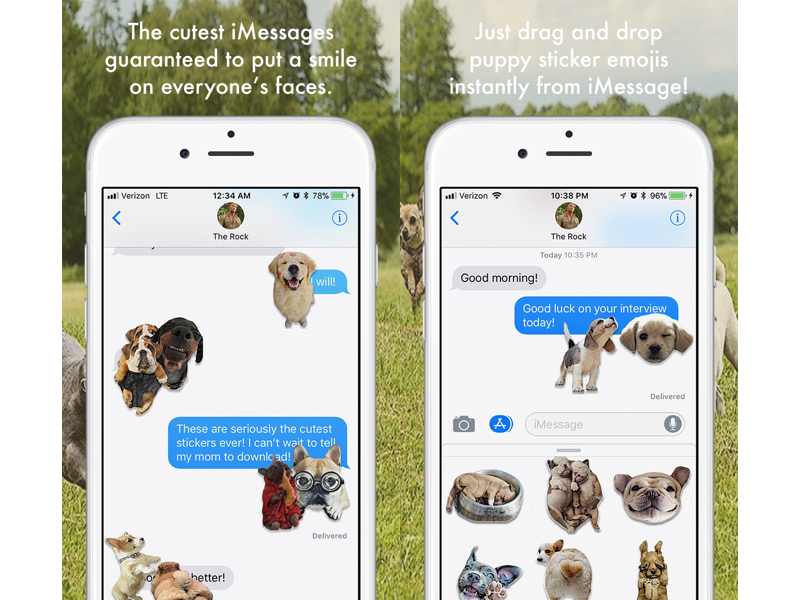 The cutest iMessages
guaranteed to put a smile
on everyone's faces.
Verizon LTE
12:34 AM
78%
The Rock
I will!
These are seriously the cutest
stickers ever! I can't wait to tell
my mom to download!
Delivered
better!
Just drag and drop
puppy sticker emojis
instantly from iMessage!
Verizon
10:38 PM
96%
The Rock
Today 10:35 PM
Good morning!
Good luck on your interview
today!
Delivered
iMessage